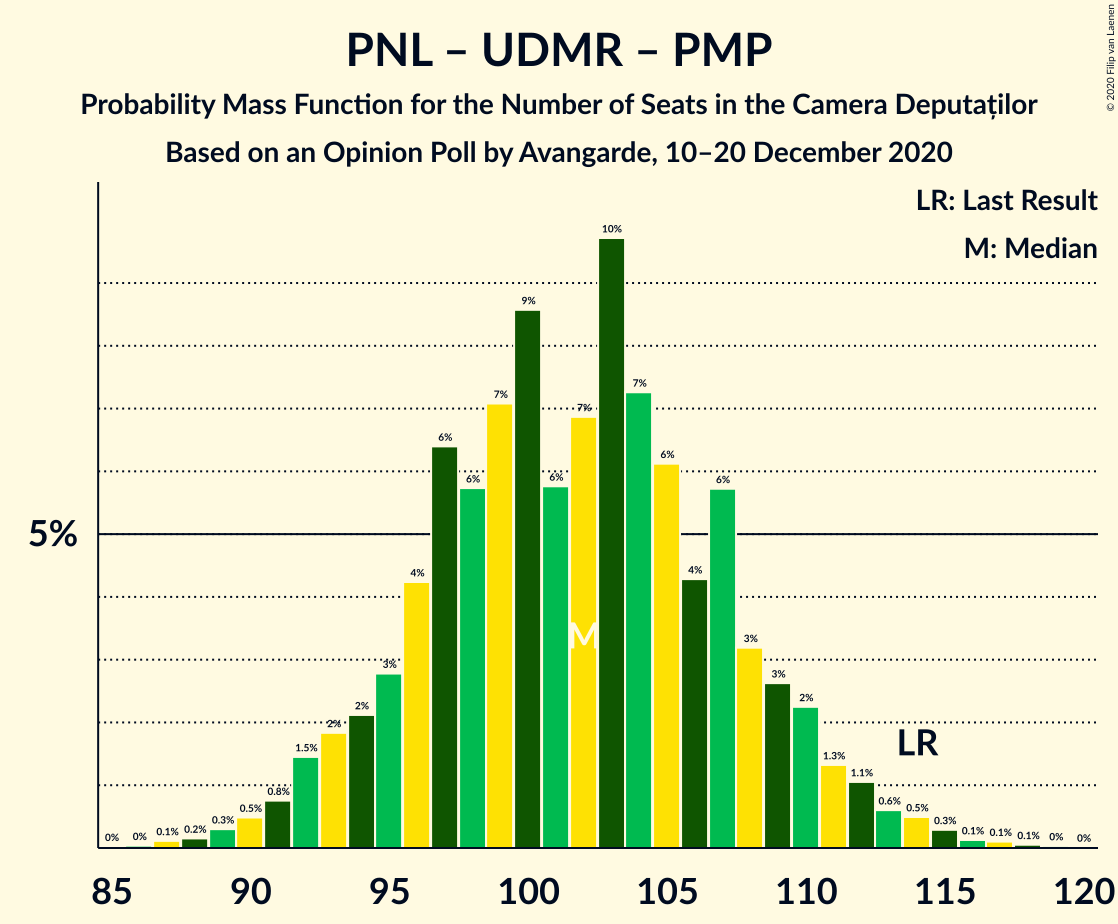 PNL – UDMR – PMP
Probability Mass Function for the Number of Seats in the Camera Deputaților
Based on an Opinion Poll by Avangarde, 10–20 December 2020
© 2020 Filip van Laenen
LR: Last Result
M: Median
5%
0% 0% 0.1% 0.2% 0.3% 0.5% 0.8% 1.5% 2% 2% 3% 4% 6% 6% 7% 9% 6% 7% 10% 7% 6% 4% 6% 3% 3% 2% 1.3% 1.1% 0.6% 0.5% 0.3% 0.1% 0.1% 0.1% 0% 0%
M
LR
85 90 95 100 105 110 115 120